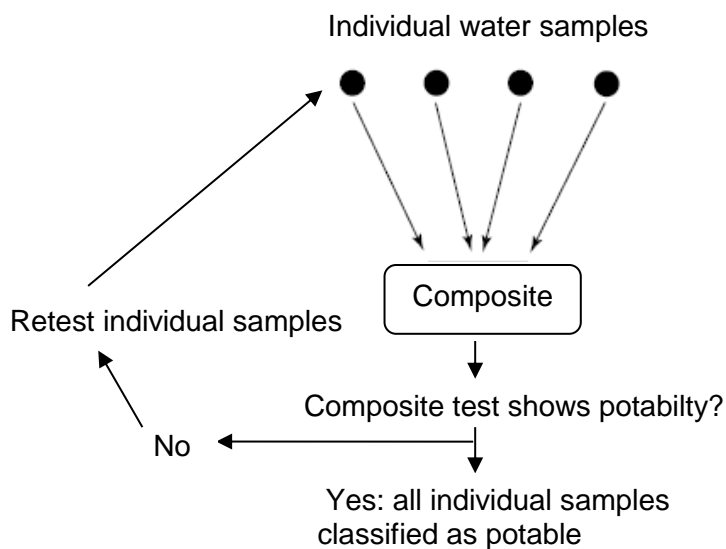 Individual water samples
Composite
Retest individual samples
Composite test shows potabilty?
No
Yes: all individual samples
classified as potable